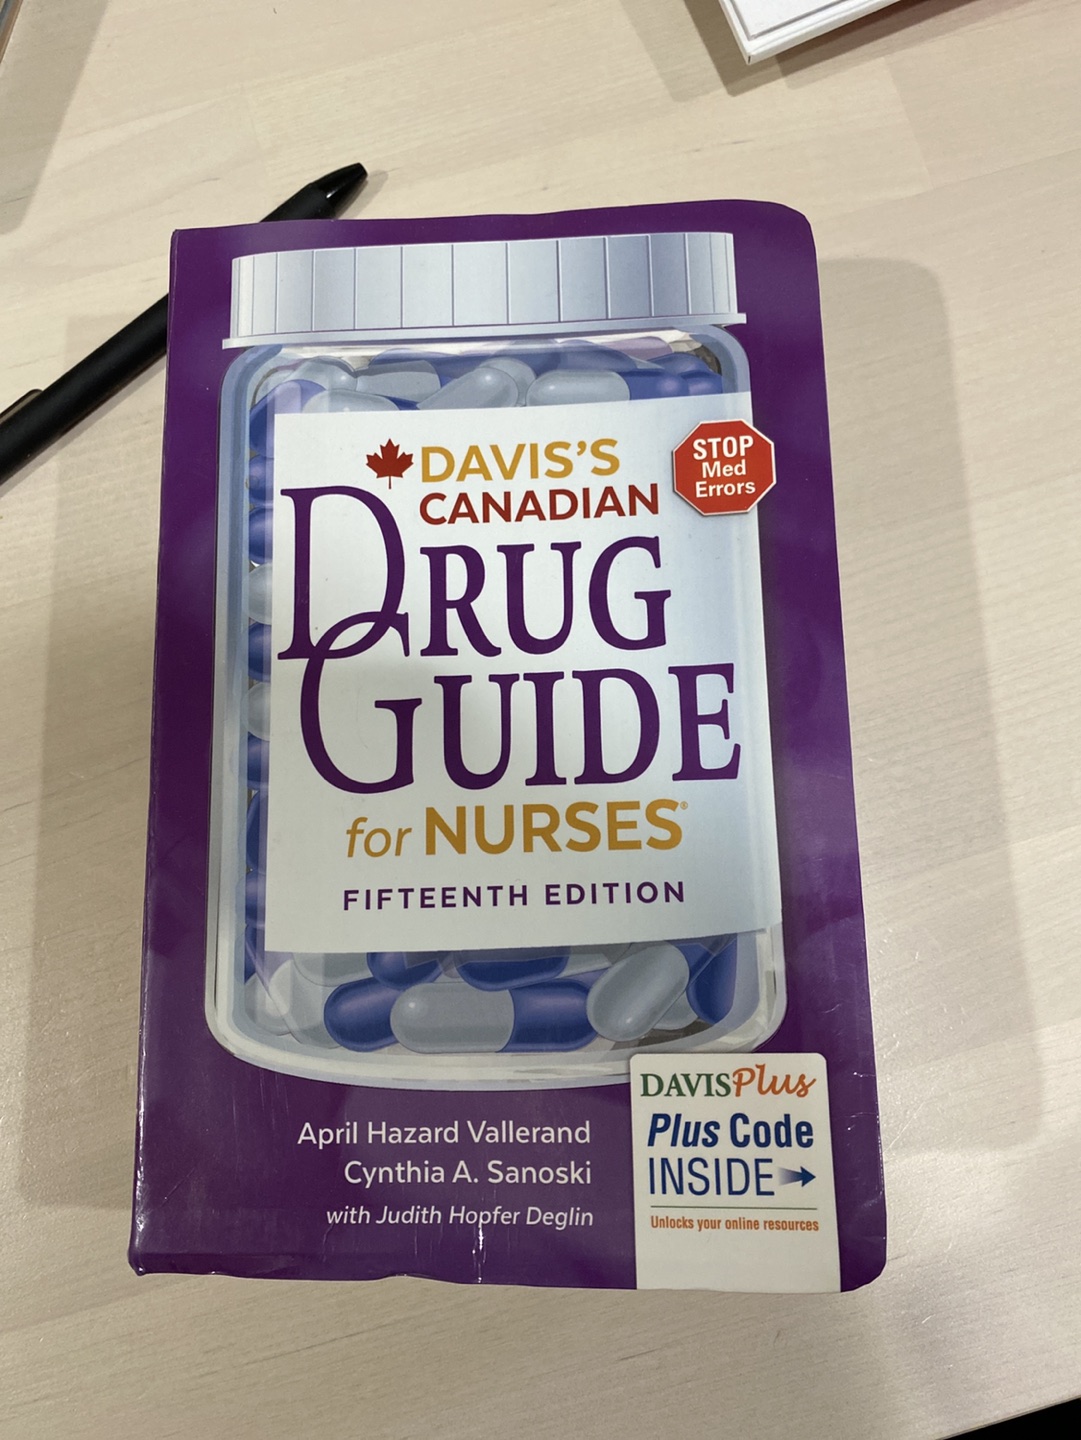 DAVIS'S
CANADIAN
DRUG
GUIDE
for NURSES®
FIFTEENTH EDITION
STOP
Med
Errors
April Hazard Vallerand
Cynthia A. Sanoski
with Judith Hopfer Deglin
DAVISPlus
Plus Code
INSIDE
Unlocks your online resources